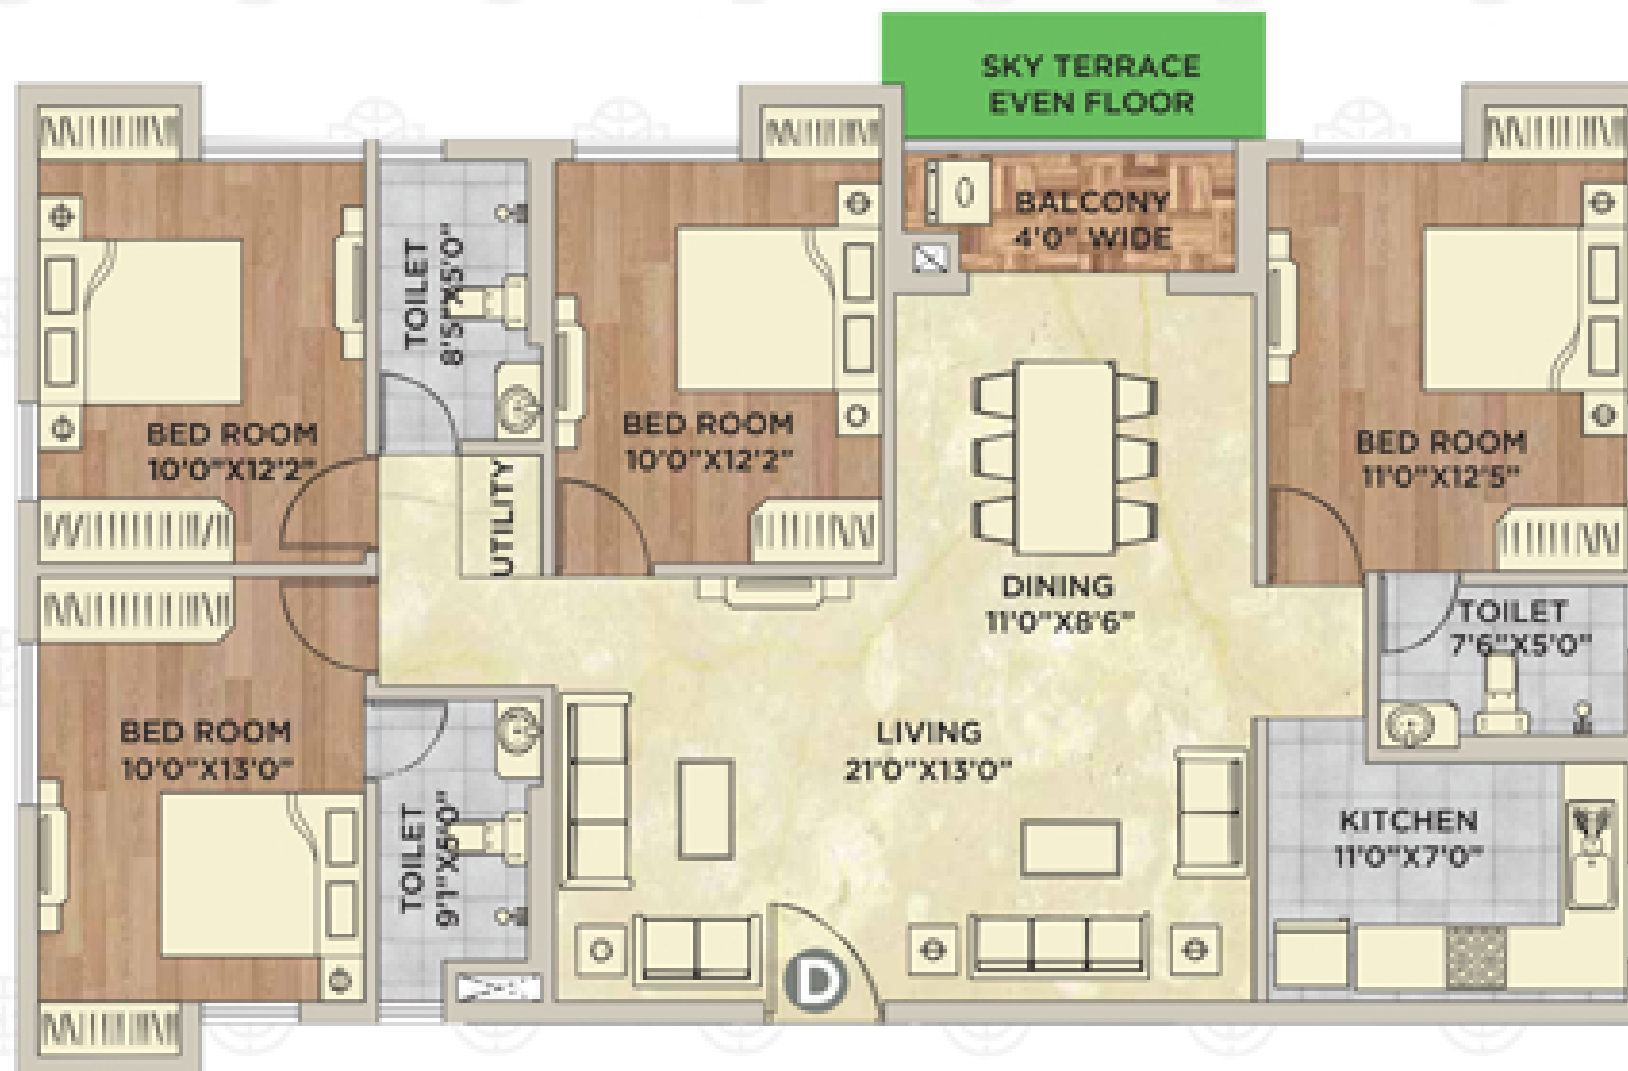 SKY TERRACE
EVEN FLOOR
BALCONY
4'0" WIDE
TOILET
8'5"X5'0"
BED ROOM
10'0"X12'2"
BED ROOM
10'0"X12'2"
BED ROOM
11'0"X12'5"
UTILITY
DINING
11'0"X8'6"
TOILET
7'6"X5'0"
BED ROOM
10'0"X13'0"
LIVING
21'0"X13'0"
TOILET
9'1"X5'0"
KITCHEN
11'0"X7'0"
D